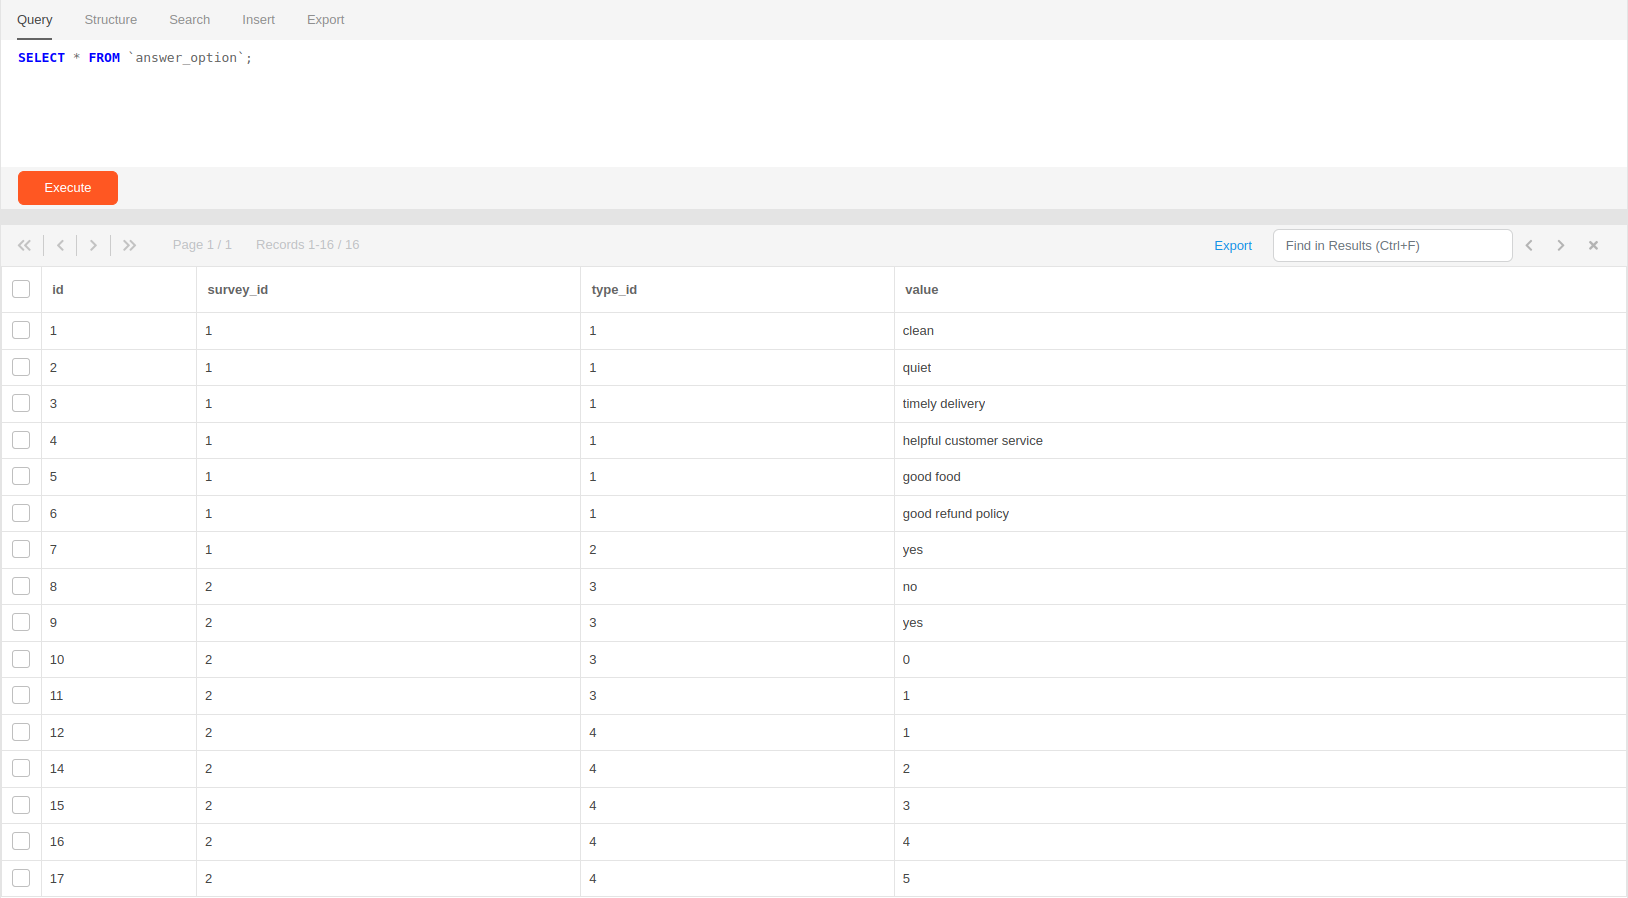 Query Structure Search Insert Export
SELECT * FROM `answer_option`;
Execute
Page 1 / 1 Records 1-16 / 16 Export Find in Results (Ctrl+F)
id survey_id type_id value
1 1 1 clean
2 1 1 quiet
3 1 1 timely delivery
4 1 1 helpful customer service
5 1 1 good food
6 1 1 good refund policy
7 1 2 yes
8 2 3 no
9 2 3 yes
10 2 3 0
11 2 3 1
12 2 4 1
14 2 4 2
15 2 4 3
16 2 4 4
17 2 4 5